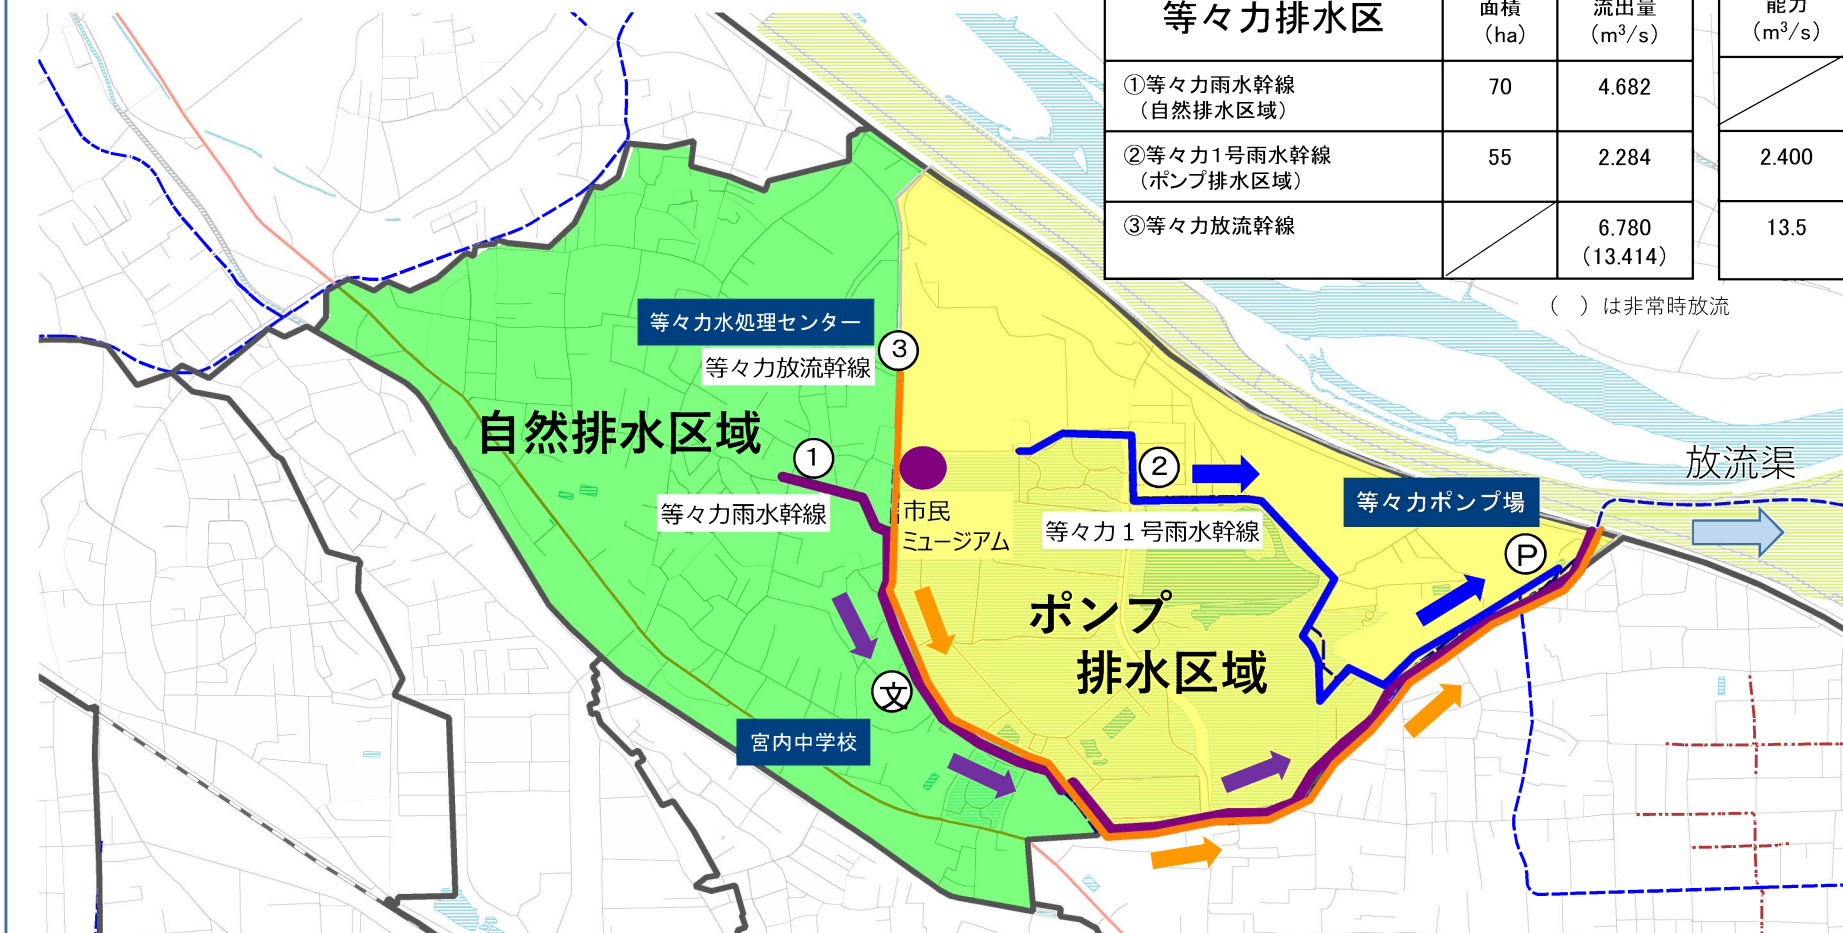 等々力排水区
面積
（ha）
流出量
（m³/s）
能力
（m³/s）
①等々力雨水幹線
（自然排水区域）
70
4.682
②等々力1号雨水幹線
（ポンプ排水区域）
55
2.284
2.400
③等々力放流幹線
6.780
（13.414）
13.5
（　）は非常時放流
等々力水処理センター
③
等々力放流幹線
自然排水区域
①
等々力雨水幹線
市民
ミュージアム
②
等々力１号雨水幹線
放流渠
等々力ポンプ場
P
ポンプ
排水区域
文
宮内中学校